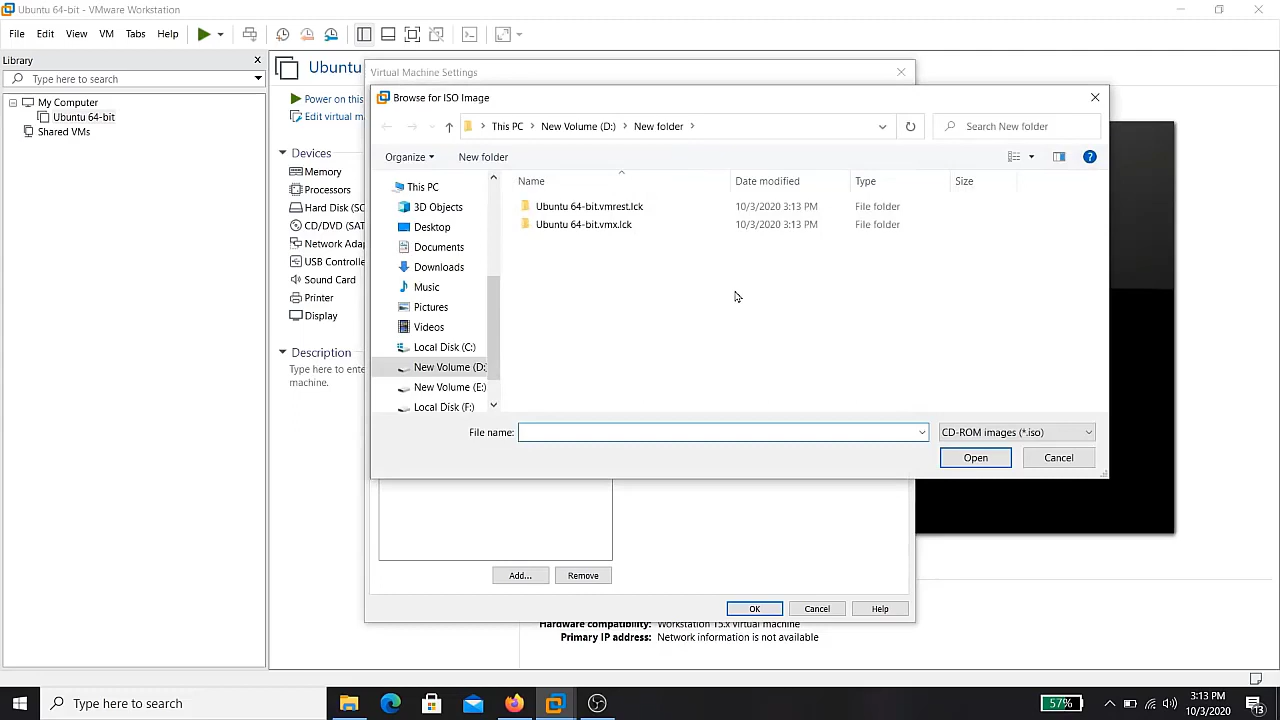 Ubuntu 64-bit - VMware Workstation
File Edit View VM Tabs Help
Library
Type here to search
My Computer
Ubuntu 64-bit
Shared VMs
Ubuntu
Power on this
Edit virtual m
Devices
Memory
Processors
Hard Disk (SC
CD/DVD (SAT
Network Adap
USB Controlle
Sound Card
Printer
Display
Description
Type here to ente
machine.
Virtual Machine Settings
Browse for ISO Image
This PC > New Volume (D:) > New folder >
Search New folder
Organize New folder
This PC
3D Objects
Desktop
Documents
Downloads
Music
Pictures
Videos
Local Disk (C:)
New Volume (D:
New Volume (E:)
Local Disk (F:)
Name Date modified Type Size
Ubuntu 64-bit.vmrest.lck 10/3/2020 3:13 PM File folder
Ubuntu 64-bit.vmx.lck 10/3/2020 3:13 PM File folder
File name: CD-ROM images (*.iso)
Open Cancel
Add... Remove
OK Cancel Help
Hardware compatibility: Workstation 15.x virtual machine
Primary IP address: Network information is not available
Type here to search
57%
3:13 PM
10/3/2020
13